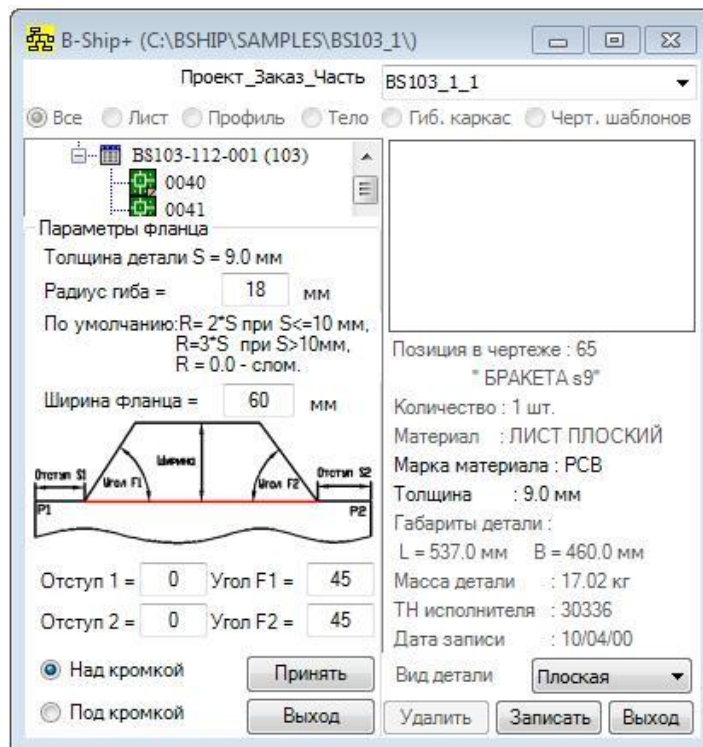 B-Ship+ (C:\BSHIP\SAMPLES\BS103_1\)
Проект_Заказ_Часть
BS103_1_1
Все Лист Профиль Тело Гиб. каркас Черт. шаблонов
BS103-112-001 (103)
0040
0041
Параметры фланца
Толщина детали S = 9.0 мм
Радиус гиба = 18 мм
По умолчанию:R= 2*S при S<=10 мм,
R=3*S при S>10мм,
R = 0.0 - слом.
Ширина фланца = 60 мм
Отступ S1 Угол F1 Ширина Угол F2 Отступ S2
P1 P2
Отступ 1 = 0 Угол F1 = 45
Отступ 2 = 0 Угол F2 = 45
Над кромкой Принять
Под кромкой Выход
Позиция в чертеже : 65
" БРАКЕТА s9"
Количество : 1 шт.
Материал : ЛИСТ ПЛОСКИЙ
Марка материала : РСВ
Толщина : 9.0 мм
Габариты детали :
L = 537.0 мм B = 460.0 мм
Масса детали : 17.02 кг
ТН исполнителя : 30336
Дата записи : 10/04/00
Вид детали Плоская
Удалить Записать Выход